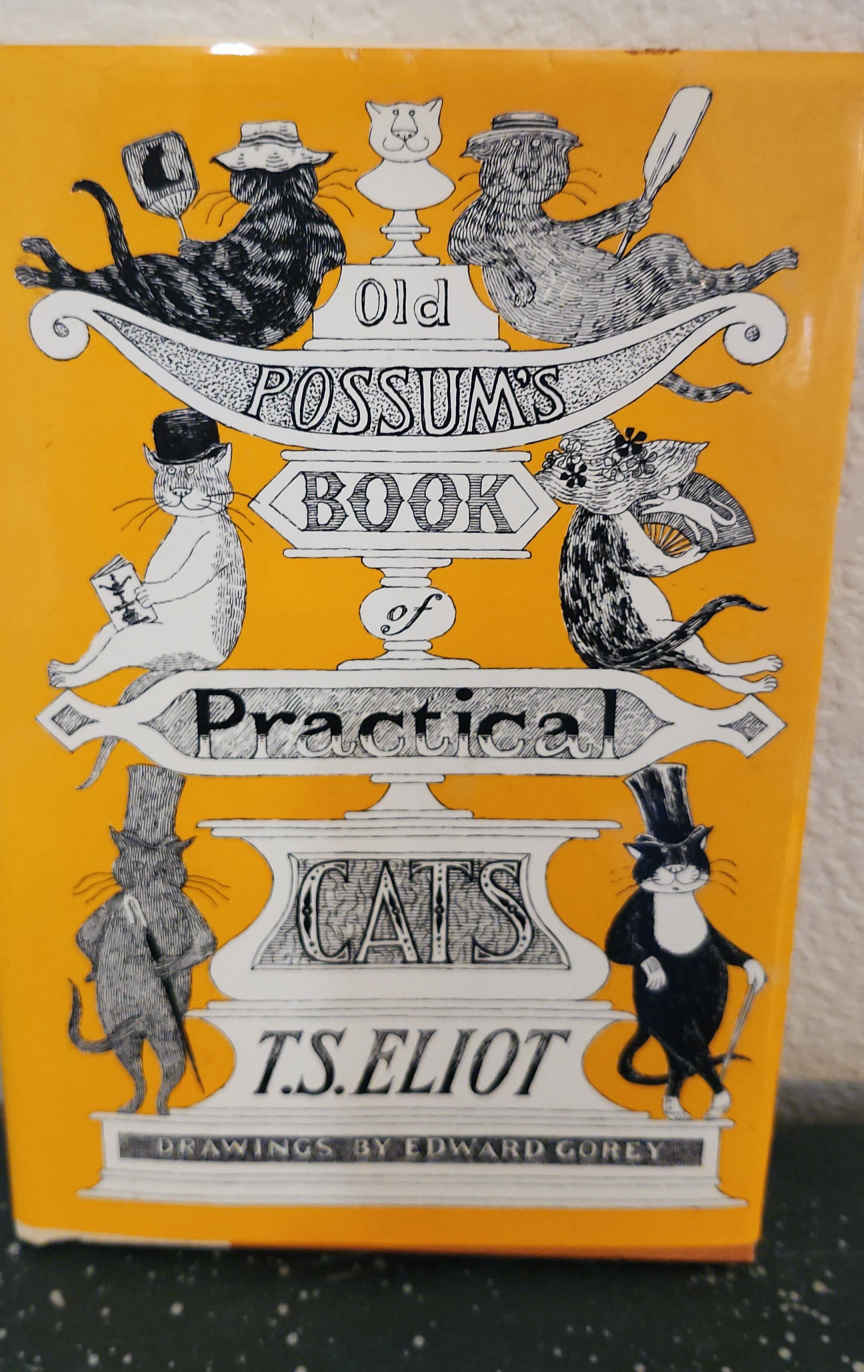 Old
POSSUM'S
BOOK
of
Practical
CATS
T.S. ELIOT
DRAWINGS BY EDWARD GOREY